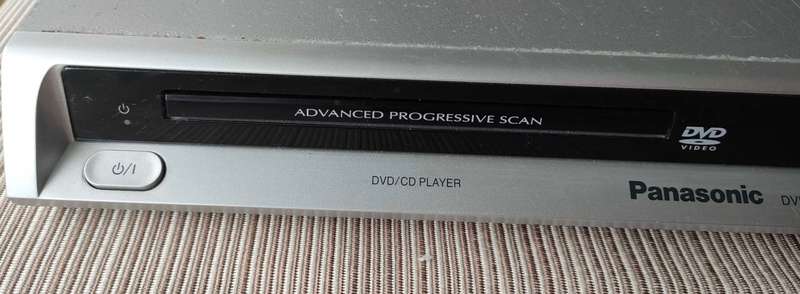 ADVANCED PROGRESSIVE SCAN
DVD
VIDEO
DVD/CD PLAYER
Panasonic